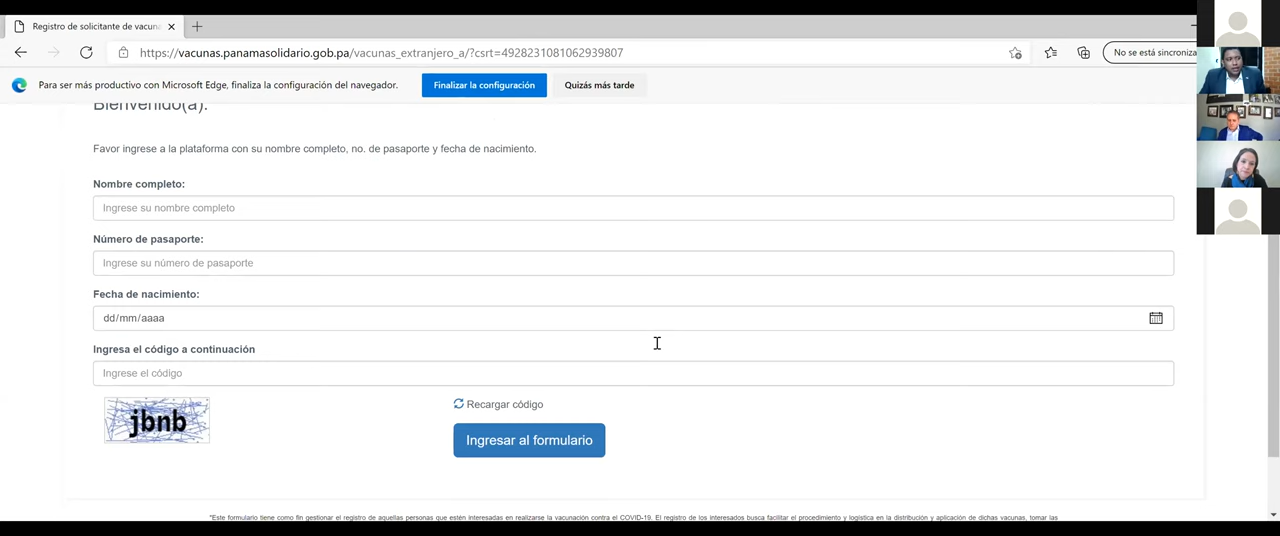 Registro de solicitante de vacuna
https://vacunas.panamasolidario.gob.pa/vacunas_extranjero_a/?csrt=4928231081062939807
No se está sincroniza
Para ser más productivo con Microsoft Edge, finaliza la configuración del navegador.
Finalizar la configuración
Quizás más tarde
Bienvenido(a):
Favor ingrese a la plataforma con su nombre completo, no. de pasaporte y fecha de nacimiento.
Nombre completo:
Ingrese su nombre completo
Número de pasaporte:
Ingrese su número de pasaporte
Fecha de nacimiento:
dd/mm/aaaa
Ingresa el código a continuación
Ingrese el código
jbnb
Recargar código
Ingresar al formulario
*Este formulario tiene como fin gestionar el registro de aquellas personas que estén interesadas en realizarse la vacunación contra el COVID-19. El registro de los interesados busca facilitar el procedimiento y logística en la distribución y aplicación de dichas vacunas, tomar las